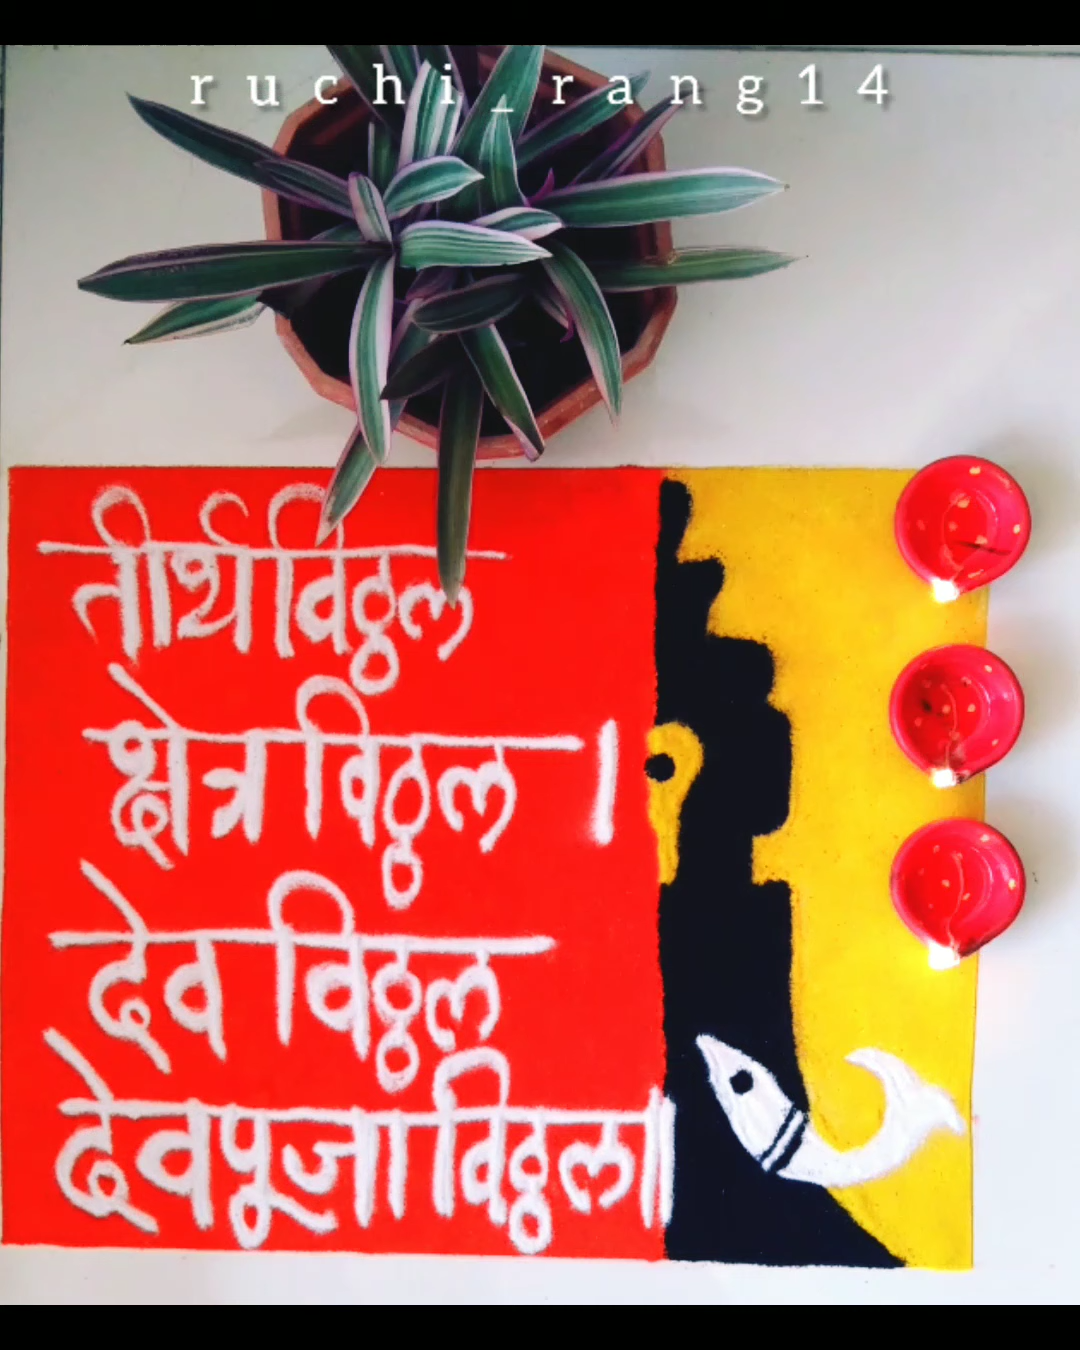 ruchi_rang14
तीर्थ विठ्ठल
क्षेत्र विठ्ठल ।
देव विठ्ठल
देवपूजा विठ्ठल॥